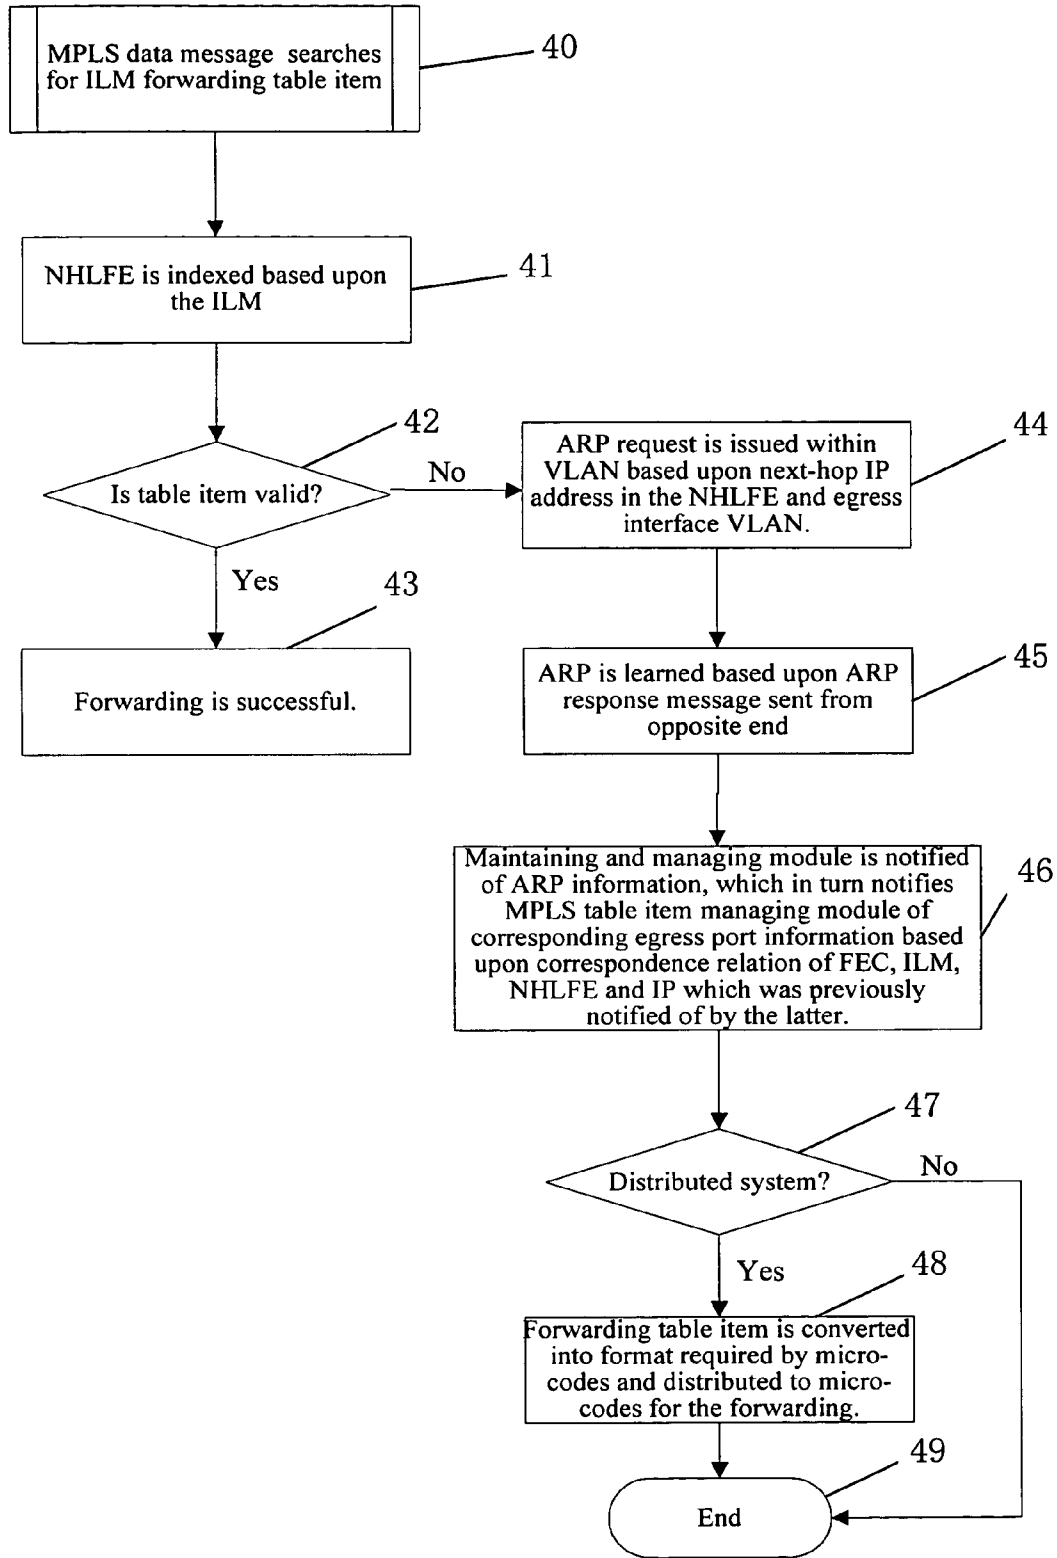 MPLS data message searches
for ILM forwarding table item
40
NHLFE is indexed based upon
the ILM
41
42
Is table item valid?
No
Yes
43
Forwarding is successful.
ARP request is issued within
VLAN based upon next-hop IP
address in the NHLFE and egress
interface VLAN.
44
ARP is learned based upon ARP
response message sent from
opposite end
45
Maintaining and managing module is notified
of ARP information, which in turn notifies
MPLS table item managing module of
corresponding egress port information based
upon correspondence relation of FEC, ILM,
NHLFE and IP which was previously
notified of by the latter.
46
47
Distributed system?
No
Yes
48
Forwarding table item is converted
into format required by micro-
codes and distributed to micro-
codes for the forwarding.
49
End